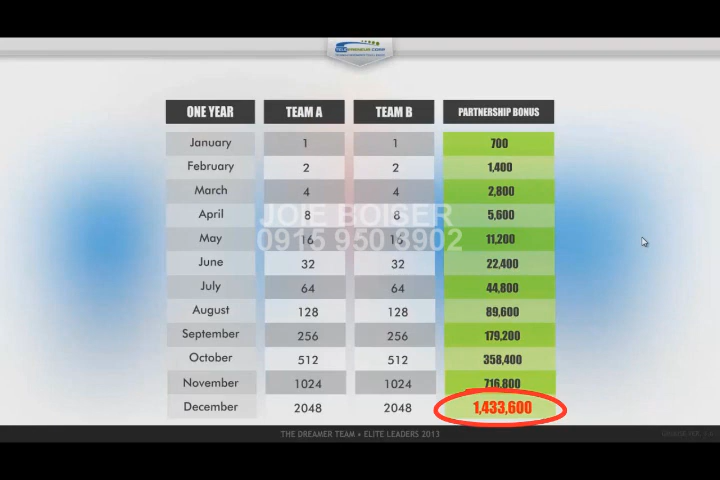 ONE YEAR TEAM A TEAM B PARTNERSHIP BONUS
January 1 1 700
February 2 2 1,400
March 4 4 2,800
April 8 8 5,600
JOIE BOISER
May 16 16 11,200
0915 950 3902
June 32 32 22,400
July 64 64 44,800
August 128 128 89,600
September 256 256 179,200
October 512 512 358,400
November 1024 1024 716,800
December 2048 2048 1,433,600
THE DREAMER TEAM • ELITE LEADERS 2013